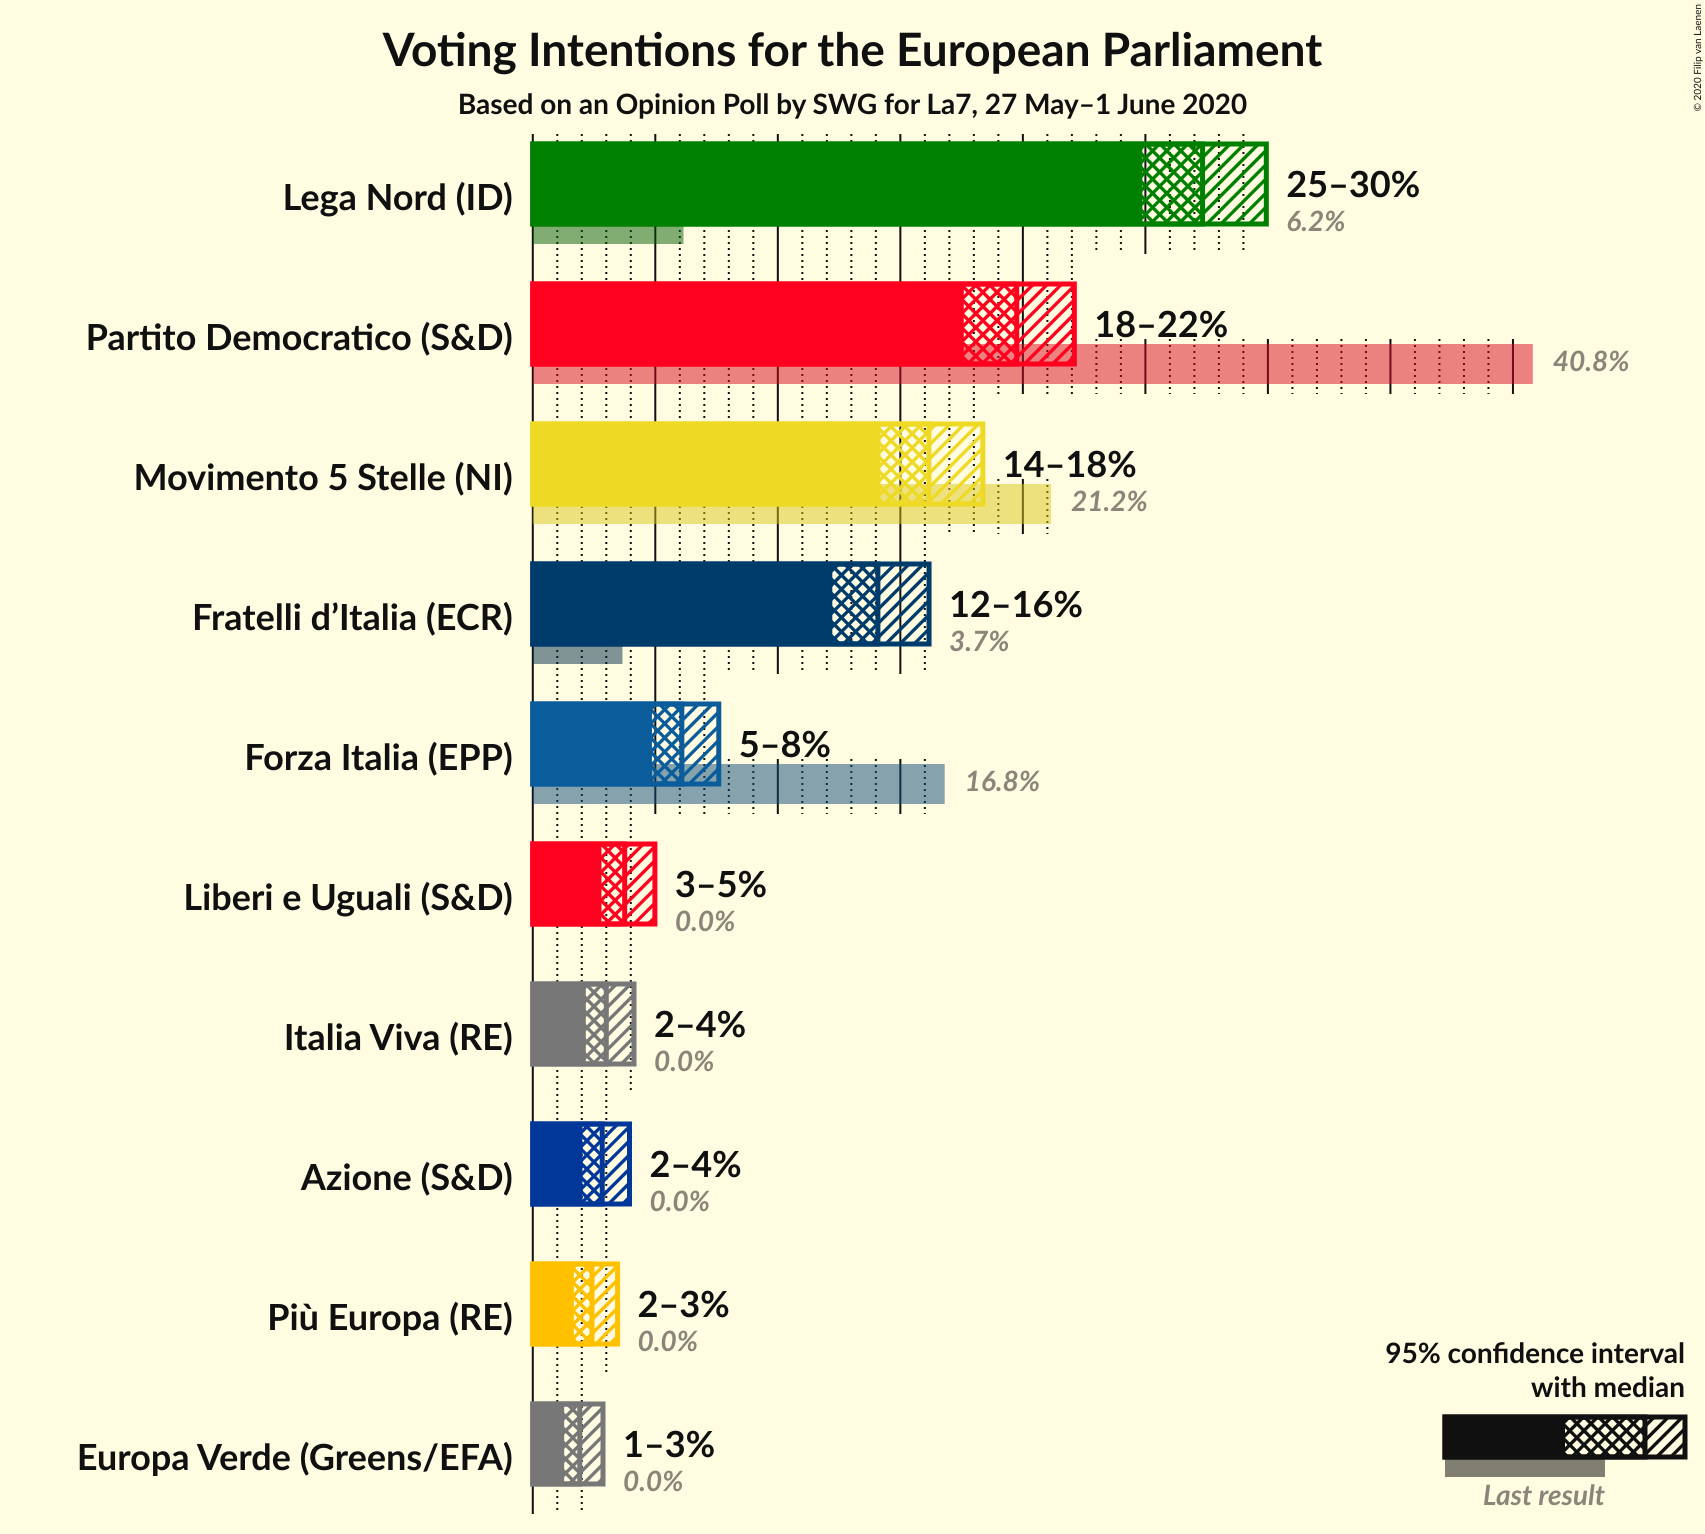 © 2020 Filip van Laenen
Voting Intentions for the European Parliament
Based on an Opinion Poll by SWG for La7, 27 May–1 June 2020
Lega Nord (ID)
25–30%
6.2%
Partito Democratico (S&D)
18–22%
40.8%
Movimento 5 Stelle (NI)
14–18%
21.2%
Fratelli d’Italia (ECR)
12–16%
3.7%
Forza Italia (EPP)
5–8%
16.8%
Liberi e Uguali (S&D)
3–5%
0.0%
Italia Viva (RE)
2–4%
0.0%
Azione (S&D)
2–4%
0.0%
Più Europa (RE)
2–3%
0.0%
Europa Verde (Greens/EFA)
1–3%
0.0%
95% confidence interval
with median
Last result